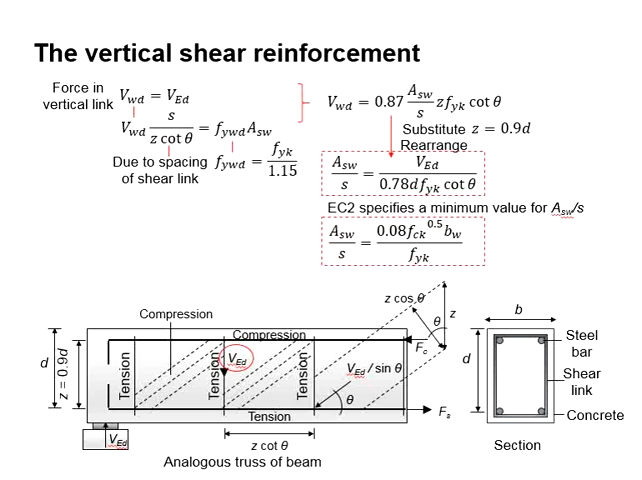 The vertical shear reinforcement
Force in
vertical link
V_wd = V_Ed
V_wd s / (z cot θ) = f_ywd A_sw
Due to spacing
of shear link
f_ywd = f_yk / 1.15
V_wd = 0.87 A_sw / s z f_yk cot θ
Substitute z = 0.9d
Rearrange
A_sw / s = V_Ed / (0.78 d f_yk cot θ)
EC2 specifies a minimum value for A_sw/s
A_sw / s = 0.08 f_ck^0.5 b_w / f_yk
Compression
Compression
z cos θ
θ
z
d
z = 0.9d
Tension
Tension
V_Ed
Tension
V_Ed / sin θ
θ
F_c
Tension
F_s
V_Ed
z cot θ
Analogous truss of beam
b
d
Steel
bar
Shear
link
Concrete
Section